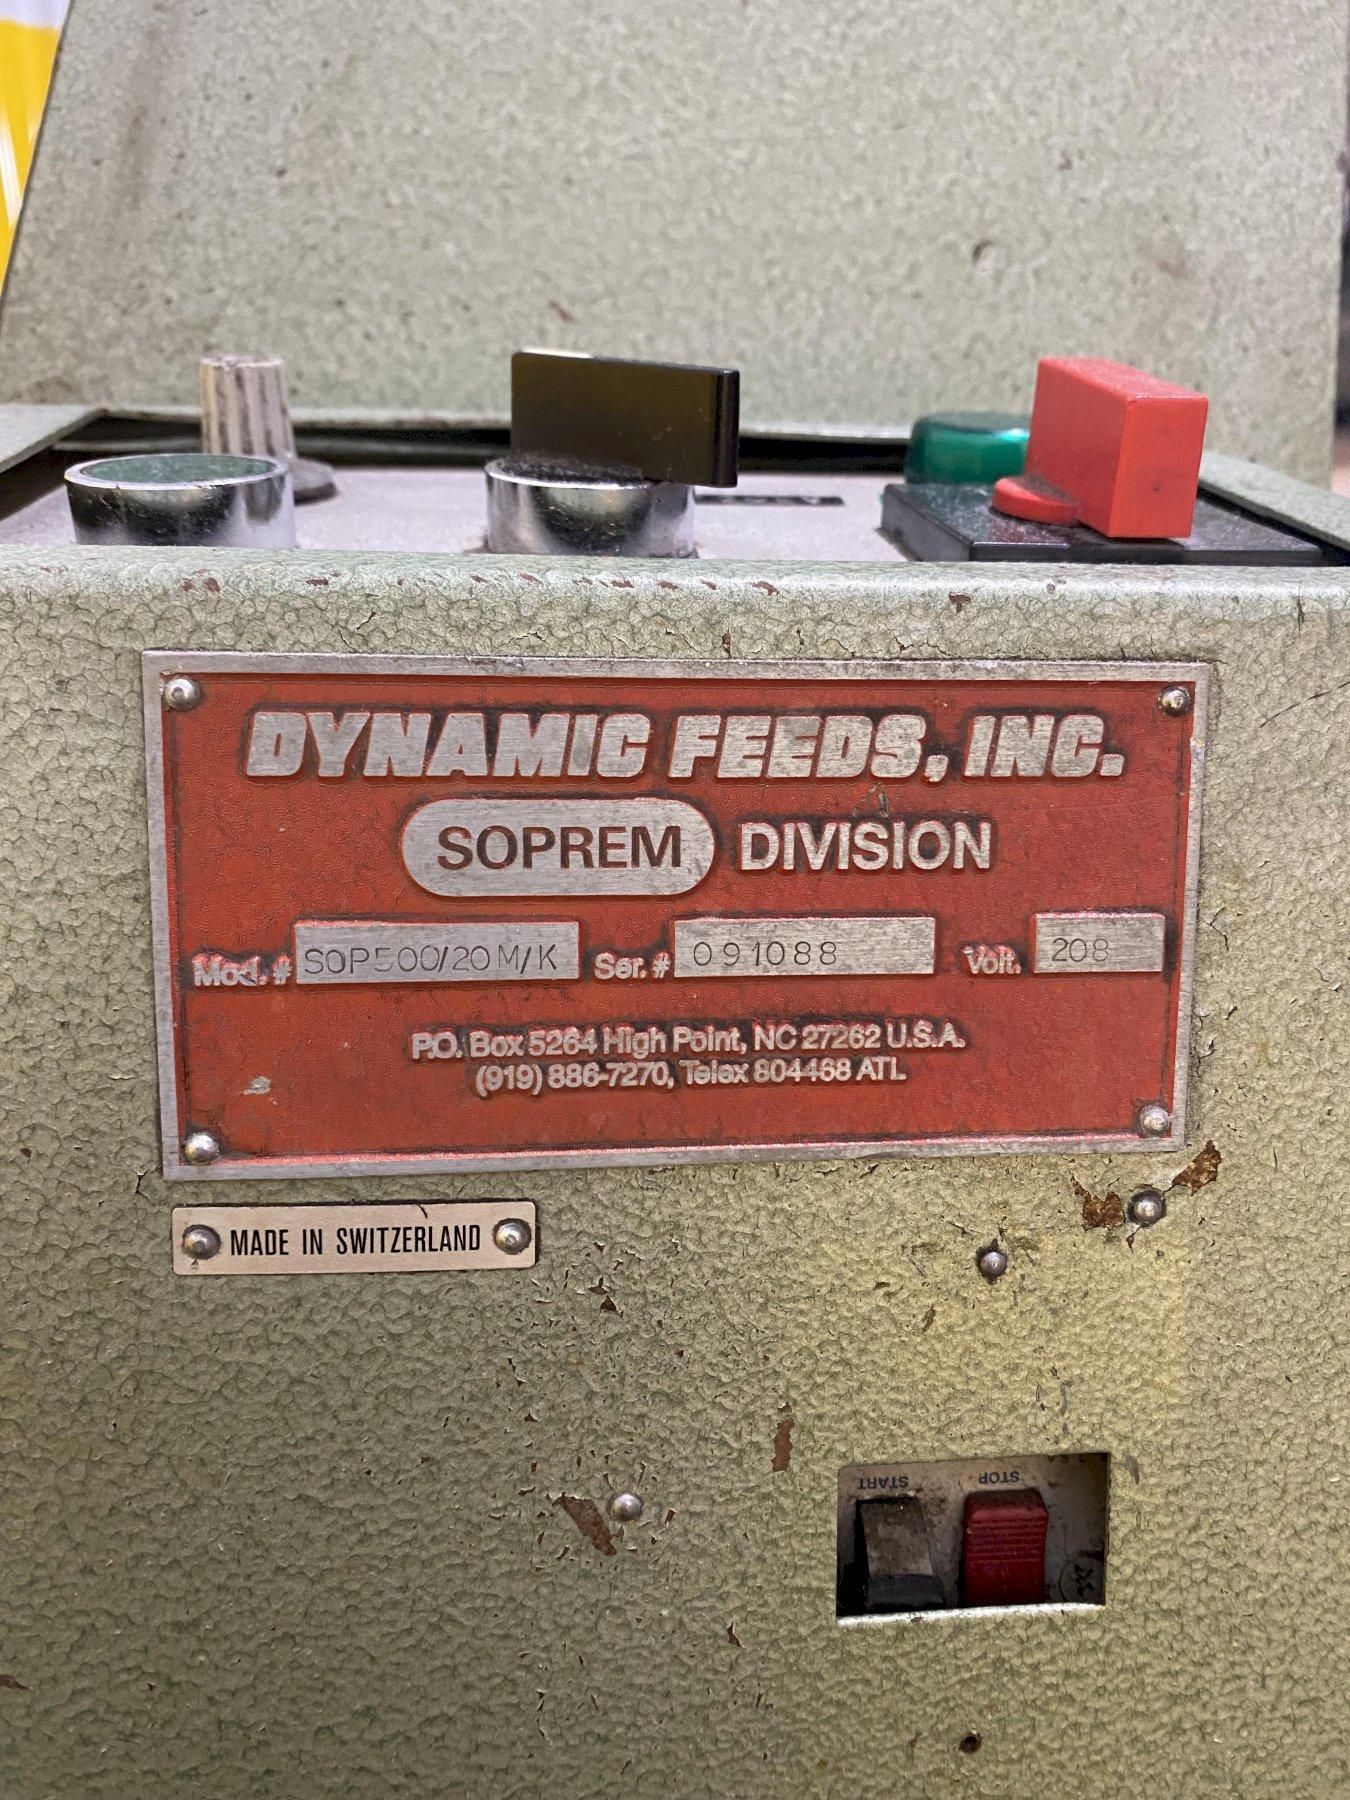 DYNAMIC FEEDS, INC.
SOPREM DIVISION
Mod. # SOP500/20 M/K Ser. # 091088 Volt. 208
P.O. Box 5264 High Point, NC 27262 U.S.A.
(919) 886-7270, Telex 804468 ATL
MADE IN SWITZERLAND
START STOP